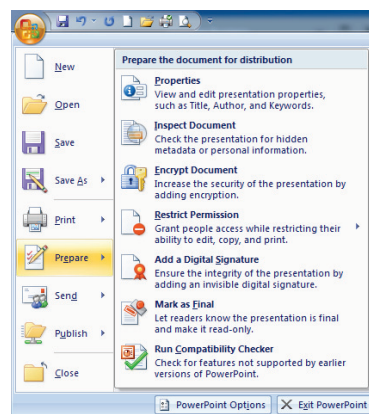 New
Open
Save
Save As
Print
Prepare
Send
Publish
Close
Prepare the document for distribution
Properties
View and edit presentation properties,
such as Title, Author, and Keywords.
Inspect Document
Check the presentation for hidden
metadata or personal information.
Encrypt Document
Increase the security of the presentation by
adding encryption.
Restrict Permission
Grant people access while restricting their
ability to edit, copy, and print.
Add a Digital Signature
Ensure the integrity of the presentation by
adding an invisible digital signature.
Mark as Final
Let readers know the presentation is final
and make it read-only.
Run Compatibility Checker
Check for features not supported by earlier
versions of PowerPoint.
PowerPoint Options
Exit PowerPoint